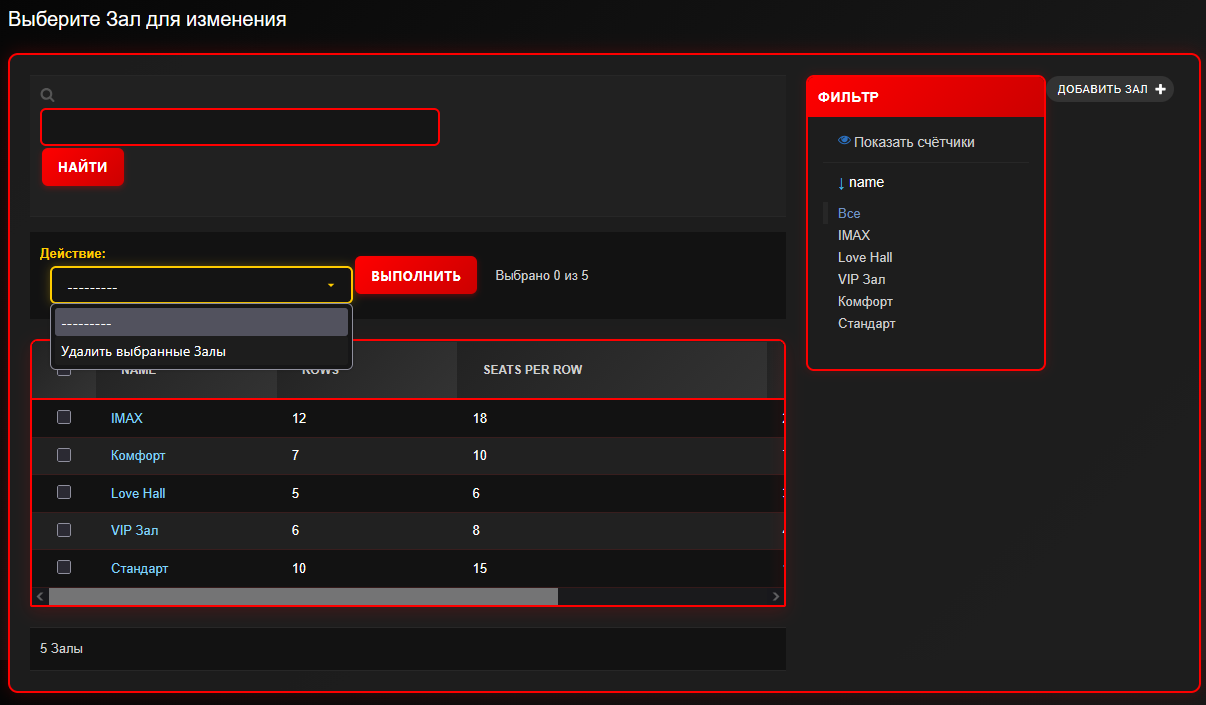 Выберите Зал для изменения
НАЙТИ
Действие:
---------
ВЫПОЛНИТЬ
Выбрано 0 из 5
---------
Удалить выбранные Залы
NAME ROWS SEATS PER ROW
IMAX 12 18
Комфорт 7 10
Love Hall 5 6
VIP Зал 6 8
Стандарт 10 15
5 Залы
ФИЛЬТР
Показать счётчики
↓ name
Все
IMAX
Love Hall
VIP Зал
Комфорт
Стандарт
ДОБАВИТЬ ЗАЛ